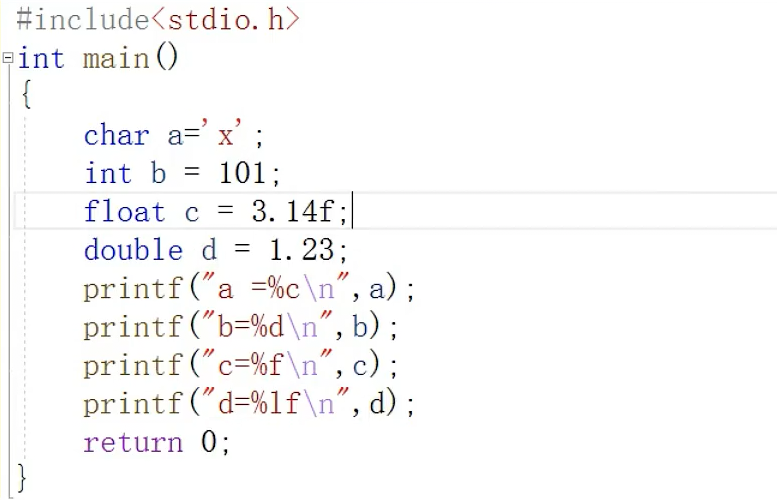 #include<stdio.h>
int main()
{
char a='x';
int b = 101;
float c = 3.14f;
double d = 1.23;
printf("a =%c\n",a);
printf("b=%d\n",b);
printf("c=%f\n",c);
printf("d=%lf\n",d);
return 0;
}